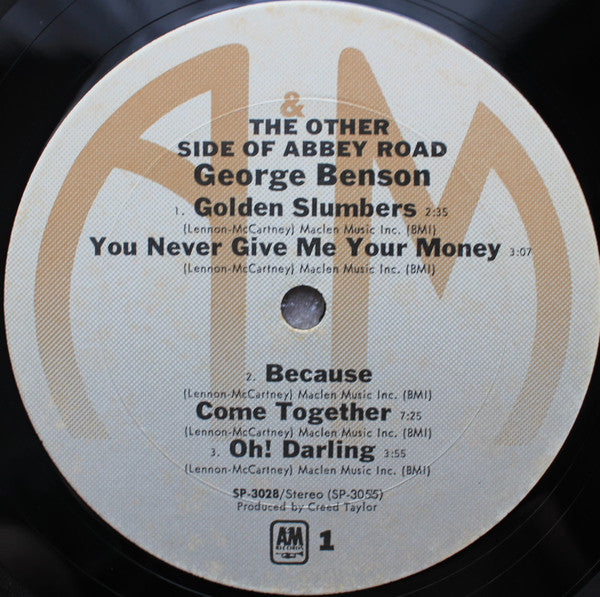 &
THE OTHER
SIDE OF ABBEY ROAD
George Benson
1. Golden Slumbers 2:35
(Lennon-McCartney) Maclen Music Inc. (BMI)
You Never Give Me Your Money 3:07
(Lennon-McCartney) Maclen Music Inc. (BMI)
2. Because
(Lennon-McCartney) Maclen Music Inc. (BMI)
Come Together 7:25
(Lennon-McCartney) Maclen Music Inc. (BMI)
3. Oh! Darling 3:55
(Lennon-McCartney) Maclen Music Inc. (BMI)
SP-3028/Stereo (SP-3055)
Produced by Creed Taylor
A&M
RECORDS
1